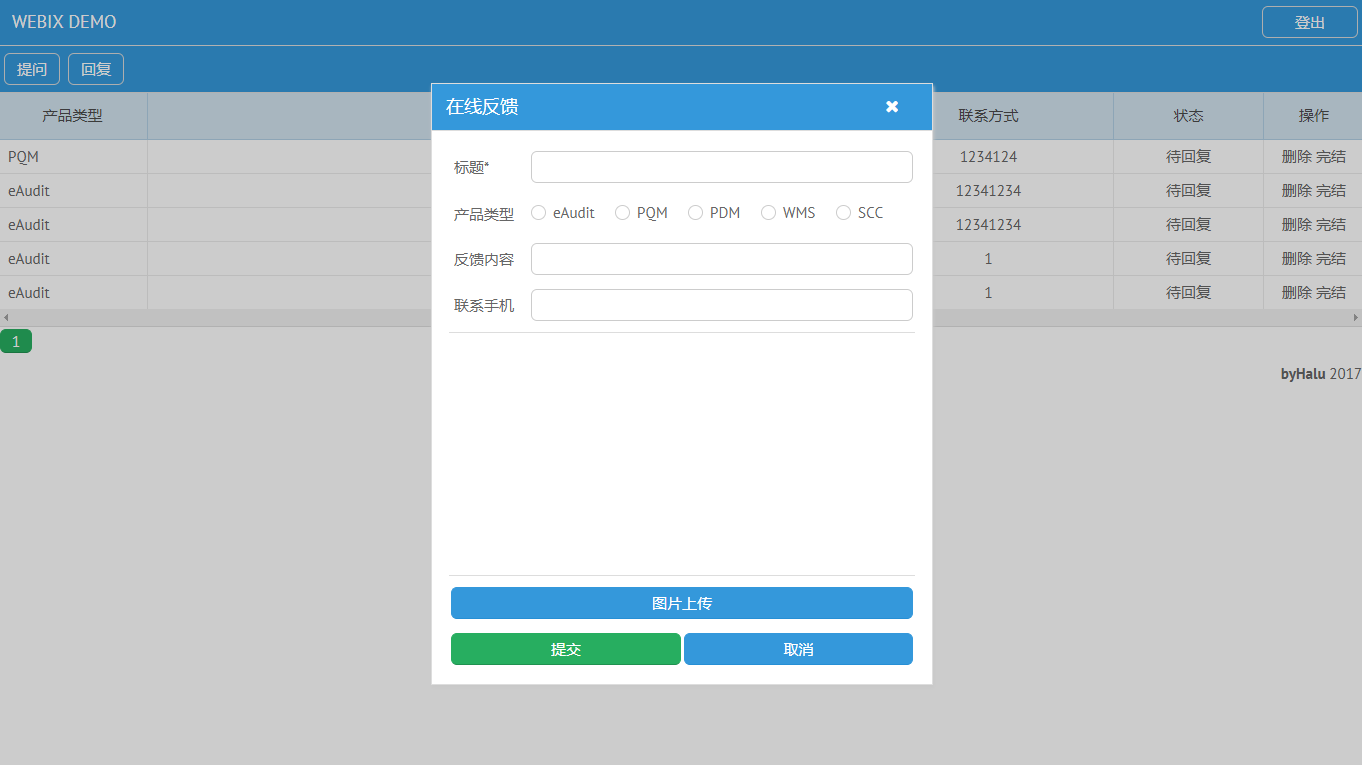 WEBIX DEMO
登出
提问 回复
在线反馈
产品类型 联系方式 状态 操作
PQM 1234124 待回复 删除 完结
eAudit 12341234 待回复 删除 完结
eAudit 12341234 待回复 删除 完结
eAudit 1 待回复 删除 完结
eAudit 1 待回复 删除 完结
1
byHalu 2017
标题*
产品类型 eAudit PQM PDM WMS SCC
反馈内容
联系手机
图片上传
提交 取消